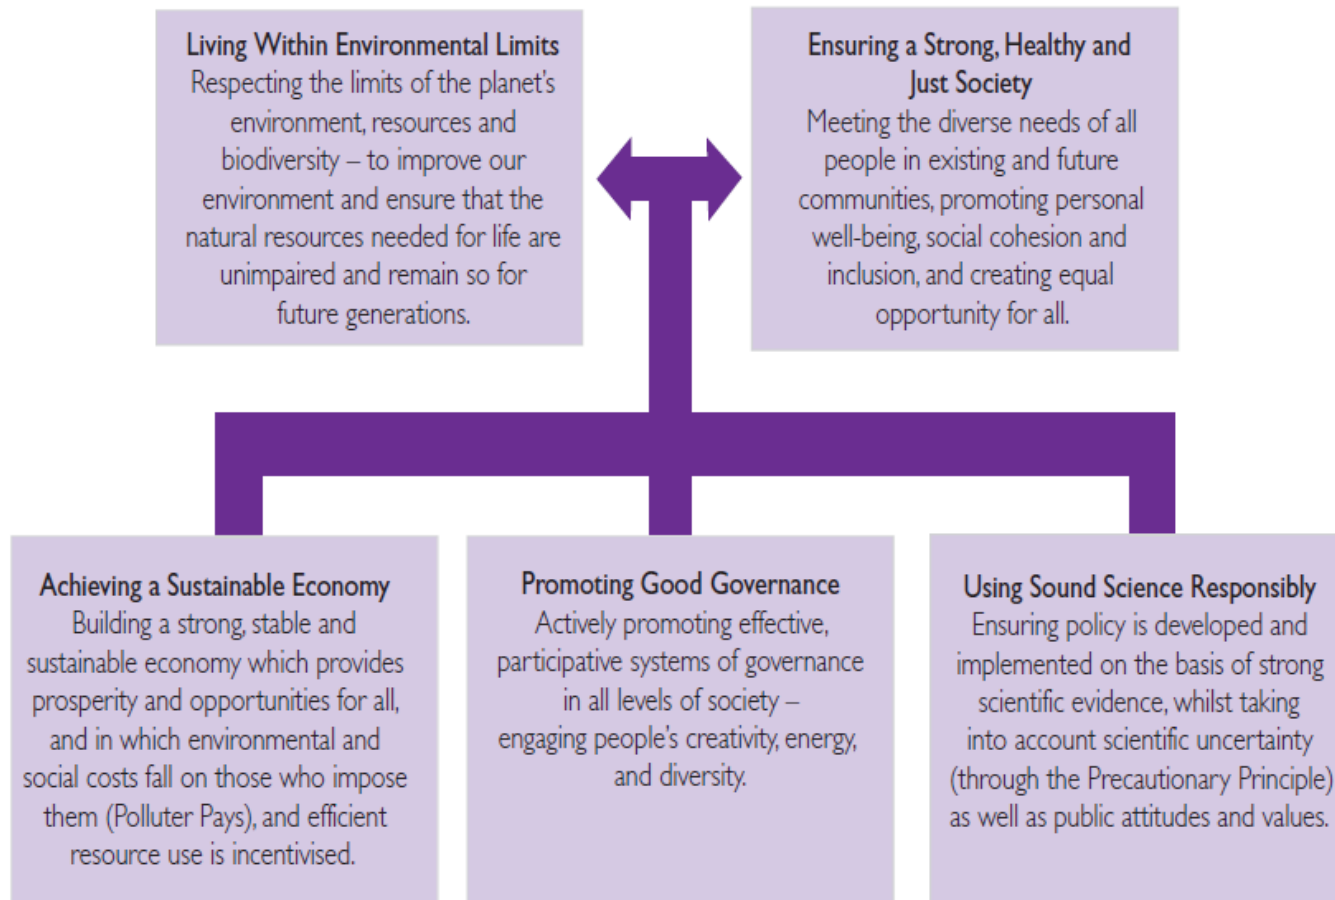 Living Within Environmental Limits
Respecting the limits of the planet's
environment, resources and
biodiversity – to improve our
environment and ensure that the
natural resources needed for life are
unimpaired and remain so for
future generations.
Ensuring a Strong, Healthy and
Just Society
Meeting the diverse needs of all
people in existing and future
communities, promoting personal
well-being, social cohesion and
inclusion, and creating equal
opportunity for all.
Achieving a Sustainable Economy
Building a strong, stable and
sustainable economy which provides
prosperity and opportunities for all,
and in which environmental and
social costs fall on those who impose
them (Polluter Pays), and efficient
resource use is incentivised.
Promoting Good Governance
Actively promoting effective,
participative systems of governance
in all levels of society –
engaging people's creativity, energy,
and diversity.
Using Sound Science Responsibly
Ensuring policy is developed and
implemented on the basis of strong
scientific evidence, whilst taking
into account scientific uncertainty
(through the Precautionary Principle)
as well as public attitudes and values.